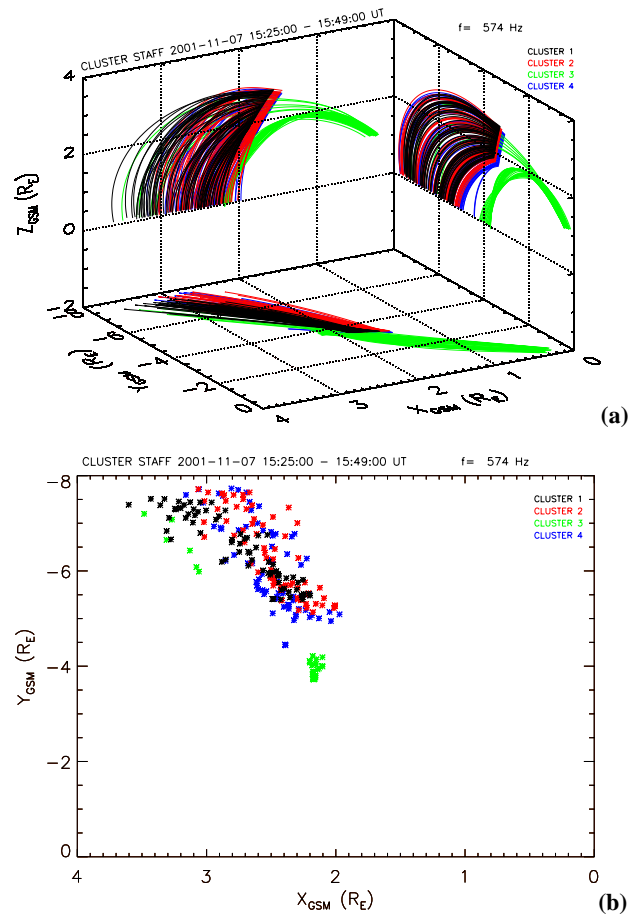 CLUSTER STAFF 2001-11-07 15:25:00 - 15:49:00 UT
f= 574 Hz
CLUSTER 1
CLUSTER 2
CLUSTER 3
CLUSTER 4
4
2
0
-2
Z_GSM (R_E)
-8
-6
-4
-2
0
Y_GSM (R_E)
4
3
2
1
0
X_GSM (R_E)
(a)
CLUSTER STAFF 2001-11-07 15:25:00 - 15:49:00 UT f= 574 Hz
CLUSTER 1
CLUSTER 2
CLUSTER 3
CLUSTER 4
-8
-6
-4
-2
0
Y_GSM (R_E)
4
3
2
1
0
X_GSM (R_E)
(b)